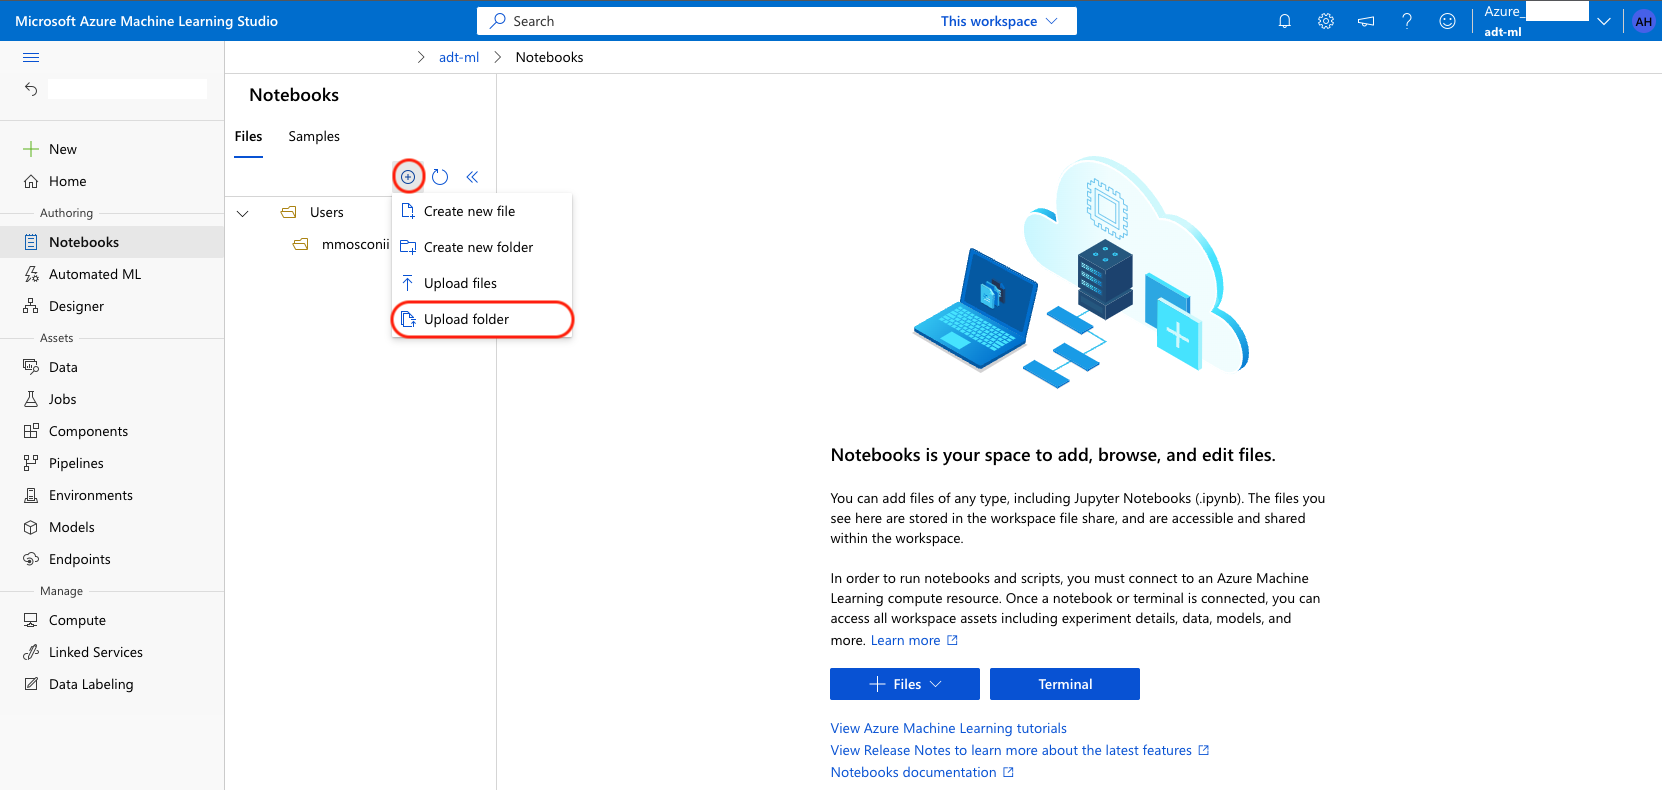 Microsoft Azure Machine Learning Studio
Search
This workspace
Azure_
adt-ml
AH
adt-ml
Notebooks
New
Home
Authoring
Notebooks
Automated ML
Designer
Assets
Data
Jobs
Components
Pipelines
Environments
Models
Endpoints
Manage
Compute
Linked Services
Data Labeling
Notebooks
Files Samples
Users
mmosconii
Create new file
Create new folder
Upload files
Upload folder
Notebooks is your space to add, browse, and edit files.
You can add files of any type, including Jupyter Notebooks (.ipynb). The files you
see here are stored in the workspace file share, and are accessible and shared
within the workspace.
In order to run notebooks and scripts, you must connect to an Azure Machine
Learning compute resource. Once a notebook or terminal is connected, you can
access all workspace assets including experiment details, data, models, and
more. Learn more
Files
Terminal
View Azure Machine Learning tutorials
View Release Notes to learn more about the latest features
Notebooks documentation